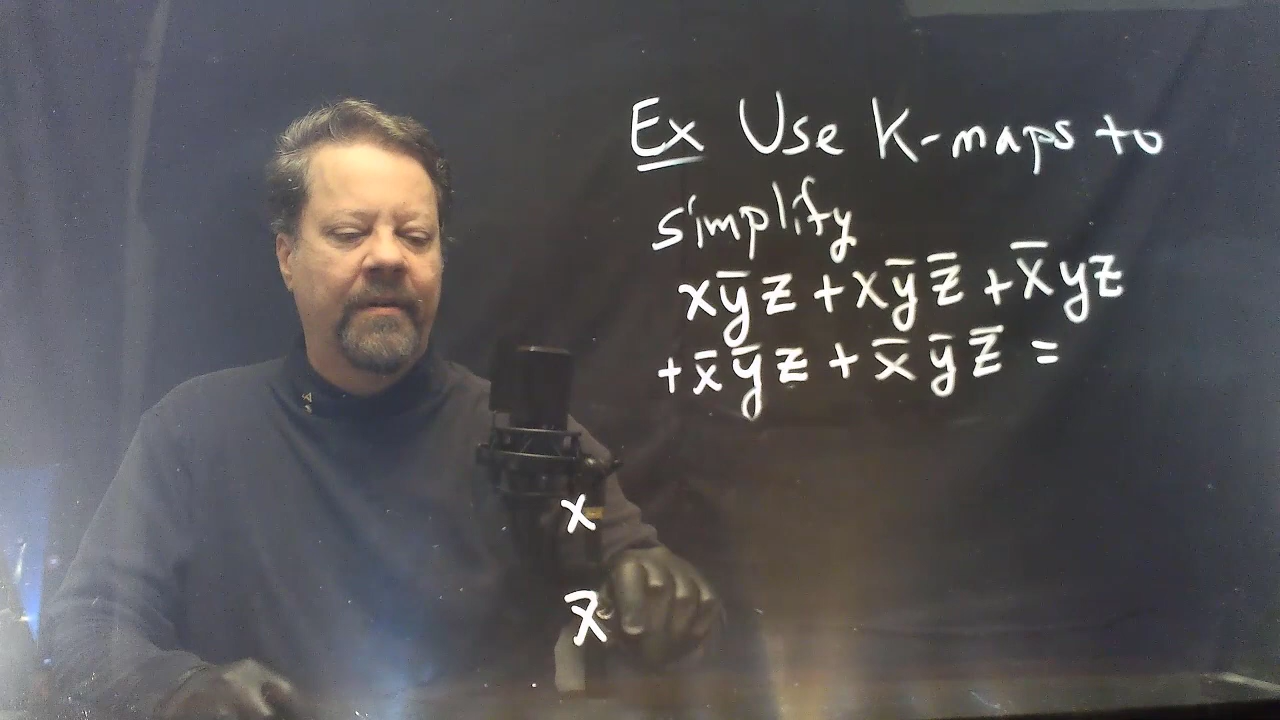 Ex Use K-maps to
simplify
xȳz + xȳz̄ + x̄yz
+ x̄ȳz + x̄ȳz̄ =
x
x̄